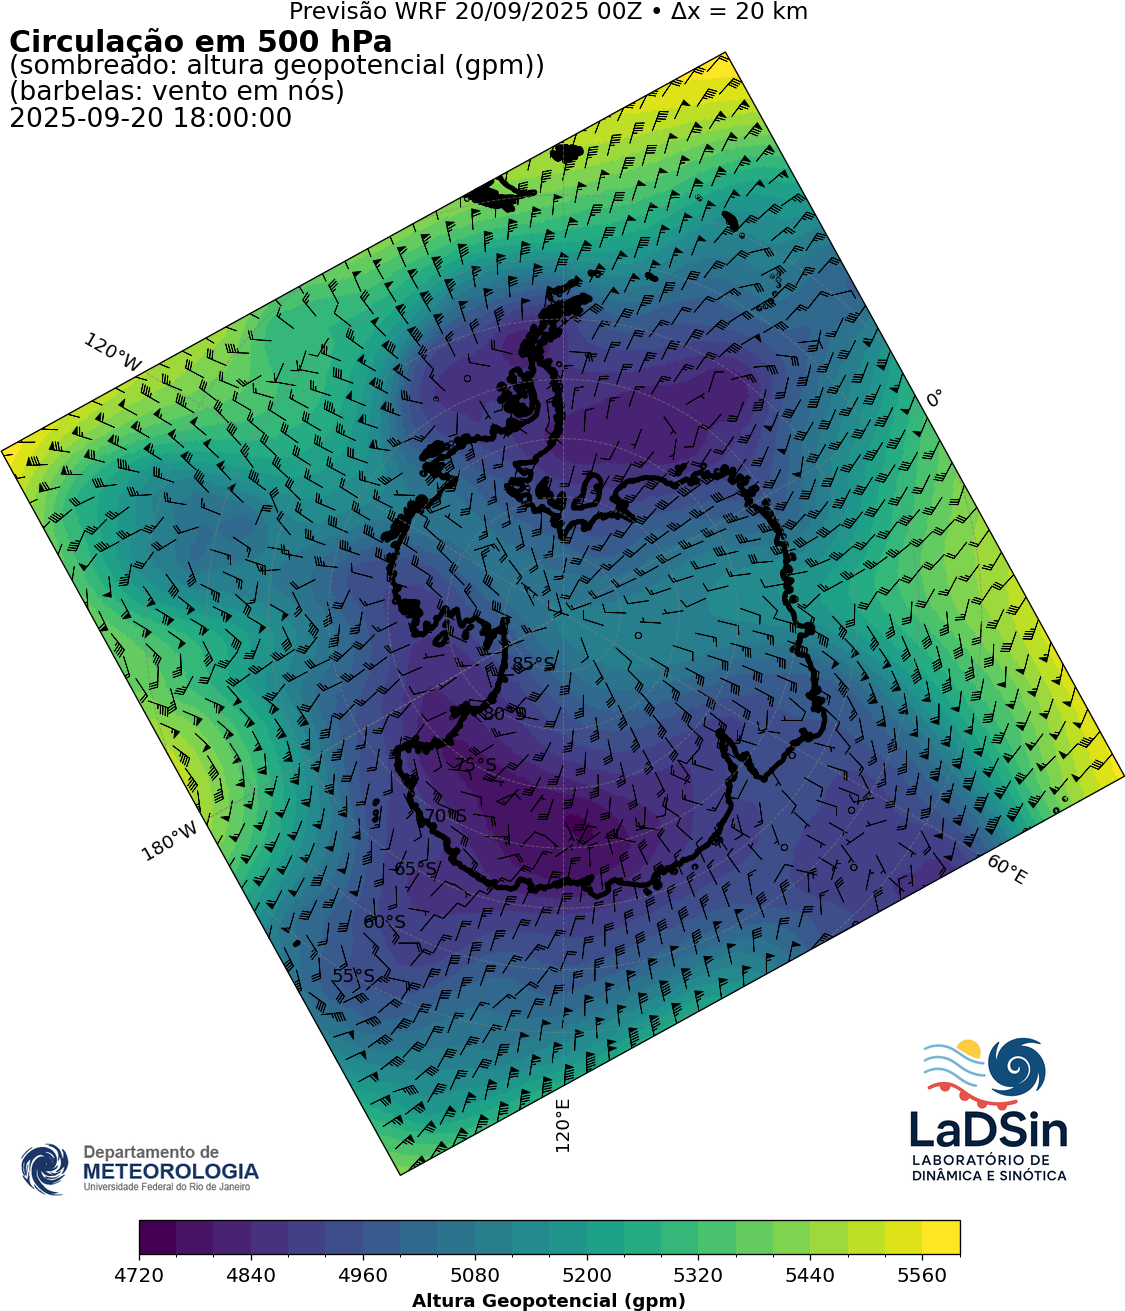 Previsão WRF 20/09/2025 00Z • Δx = 20 km
Circulação em 500 hPa
(sombreado: altura geopotencial (gpm))
(barbelas: vento em nós)
2025-09-20 18:00:00
120°W
0°
85°S
80°S
75°S
70°S
65°S
60°S
55°S
180°W
60°E
120°E
LaDSin
LABORATÓRIO DE
DINÂMICA E SINÓTICA
Departamento de
METEOROLOGIA
Universidade Federal do Rio de Janeiro
4720 4840 4960 5080 5200 5320 5440 5560
Altura Geopotencial (gpm)